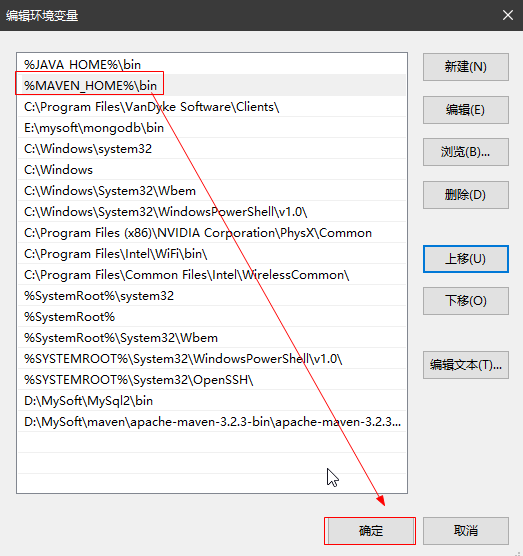 编辑环境变量
%JAVA_HOME%\bin
%MAVEN_HOME%\bin
C:\Program Files\VanDyke Software\Clients\
E:\mysoft\mongodb\bin
C:\Windows\system32
C:\Windows
C:\Windows\System32\Wbem
C:\Windows\System32\WindowsPowerShell\v1.0\
C:\Program Files (x86)\NVIDIA Corporation\PhysX\Common
C:\Program Files\Intel\WiFi\bin\
C:\Program Files\Common Files\Intel\WirelessCommon\
%SystemRoot%\system32
%SystemRoot%
%SystemRoot%\System32\Wbem
%SYSTEMROOT%\System32\WindowsPowerShell\v1.0\
%SYSTEMROOT%\System32\OpenSSH\
D:\MySoft\MySql2\bin
D:\MySoft\maven\apache-maven-3.2.3-bin\apache-maven-3.2.3...
新建(N)
编辑(E)
浏览(B)...
删除(D)
上移(U)
下移(O)
编辑文本(T)...
确定
取消